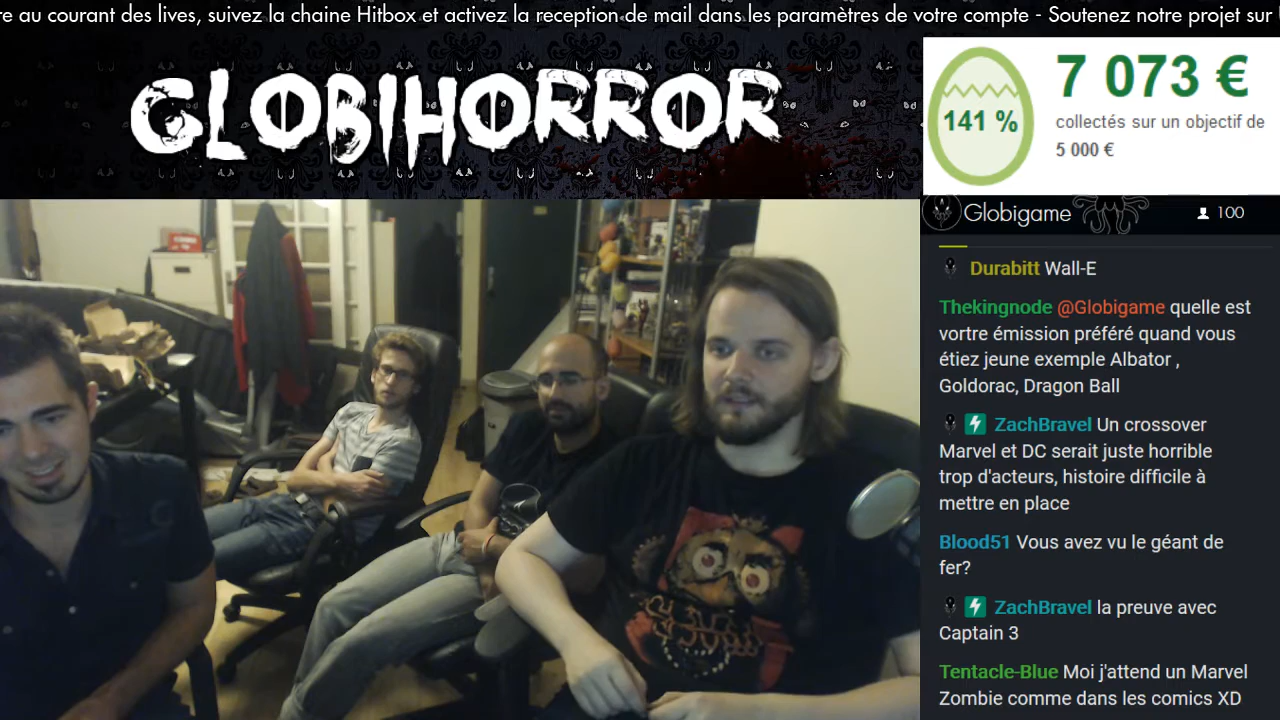 re au courant des lives, suivez la chaine Hitbox et activez la reception de mail dans les paramètres de votre compte - Soutenez notre projet sur
GLOBIHORROR
141 %
7 073 €
collectés sur un objectif de
5 000 €
Globigame
100
Durabitt Wall-E
Thekingnode @Globigame quelle est
vortre émission préféré quand vous
étiez jeune exemple Albator ,
Goldorac, Dragon Ball
ZachBravel Un crossover
Marvel et DC serait juste horrible
trop d'acteurs, histoire difficile à
mettre en place
Blood51 Vous avez vu le géant de
fer?
ZachBravel la preuve avec
Captain 3
Tentacle-Blue Moi j'attend un Marvel
Zombie comme dans les comics XD